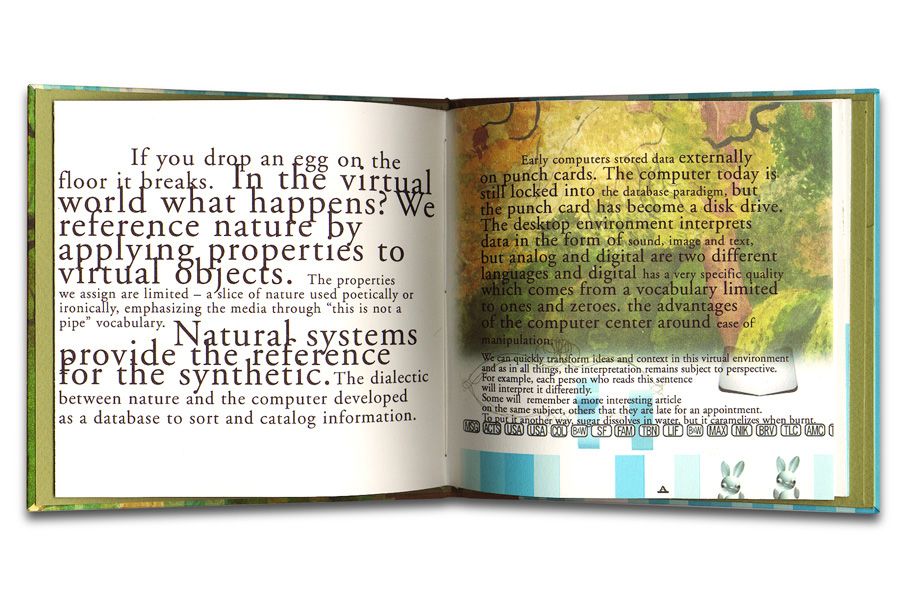 If you drop an egg on the
floor it breaks. In the virtual
world what happens? We
reference nature by
applying properties to
virtual objects. The properties
we assign are limited – a slice of nature used poetically or
ironically, emphasizing the media through “this is not a
pipe” vocabulary. Natural systems
provide the reference
for the synthetic. The dialectic
between nature and the computer developed
as a database to sort and catalog information.
Early computers stored data externally
on punch cards. The computer today is
still locked into the database paradigm, but
the punch card has become a disk drive.
The desktop environment interprets
data in the form of sound, image and text,
but analog and digital are two different
languages and digital has a very specific quality
which comes from a vocabulary limited
to ones and zeroes. the advantages
of the computer center around ease of
manipulation.
We can quickly transform ideas and context in this virtual environment
and as in all things, the interpretation remains subject to perspective.
For example, each person who reads this sentence
will interpret it differently.
Some will remember a more interesting article
on the same subject, others that they are late for an appointment.
To put it another way, sugar dissolves in water, but it caramelizes when burnt.
MSG ACTS USA USA COL B&W SF FAM TBN LIF B&W MAX NIK BRV TLC AMC